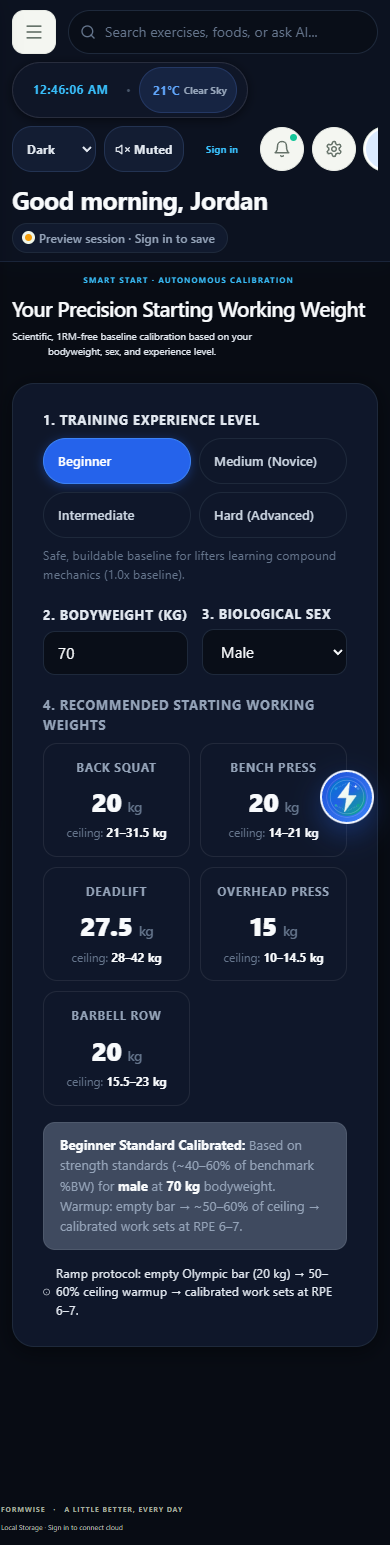 Search exercises, foods, or ask AI...
12:46:06 AM • 21°C Clear Sky
Dark Muted Sign in
Good morning, Jordan
Preview session · Sign in to save
SMART START · AUTONOMOUS CALIBRATION
Your Precision Starting Working Weight
Scientific, 1RM-free baseline calibration based on your
bodyweight, sex, and experience level.
1. TRAINING EXPERIENCE LEVEL
Beginner Medium (Novice)
Intermediate Hard (Advanced)
Safe, buildable baseline for lifters learning compound
mechanics (1.0x baseline).
2. BODYWEIGHT (KG) 3. BIOLOGICAL SEX
70 Male
4. RECOMMENDED STARTING WORKING
WEIGHTS
BACK SQUAT BENCH PRESS
20 kg 20 kg
ceiling: 21–31.5 kg ceiling: 14–21 kg
DEADLIFT OVERHEAD PRESS
27.5 kg 15 kg
ceiling: 28–42 kg ceiling: 10–14.5 kg
BARBELL ROW
20 kg
ceiling: 15.5–23 kg
Beginner Standard Calibrated: Based on
strength standards (~40–60% of benchmark
%BW) for male at 70 kg bodyweight.
Warmup: empty bar → ~50–60% of ceiling →
calibrated work sets at RPE 6–7.
Ramp protocol: empty Olympic bar (20 kg) → 50–
60% ceiling warmup → calibrated work sets at RPE
6–7.
FORMWISE · A LITTLE BETTER, EVERY DAY
Local Storage · Sign in to connect cloud